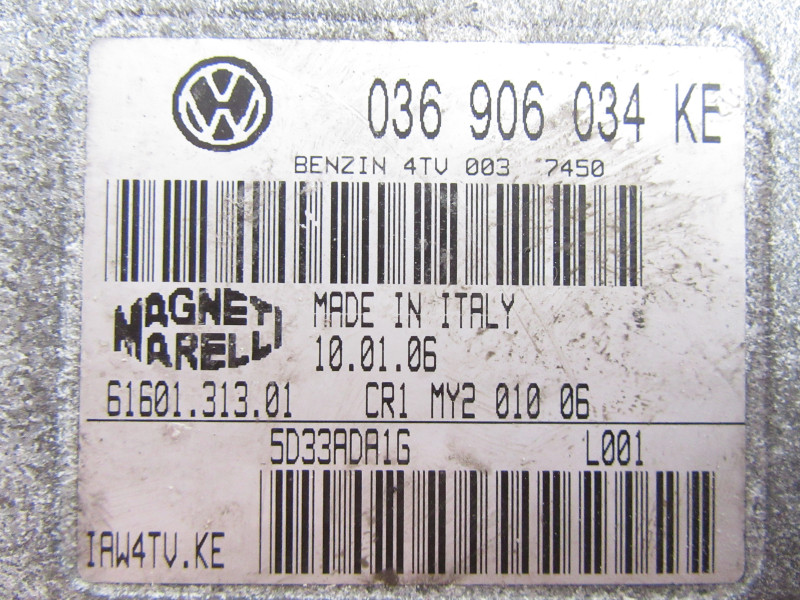 036 906 034 KE
BENZIN 4TV 003 7450
MAGNETI
MARELLI
MADE IN ITALY
10.01.06
61601.313.01 CR1 MY2 010 06
5D33ADA1G L001
IAW4TV.KE